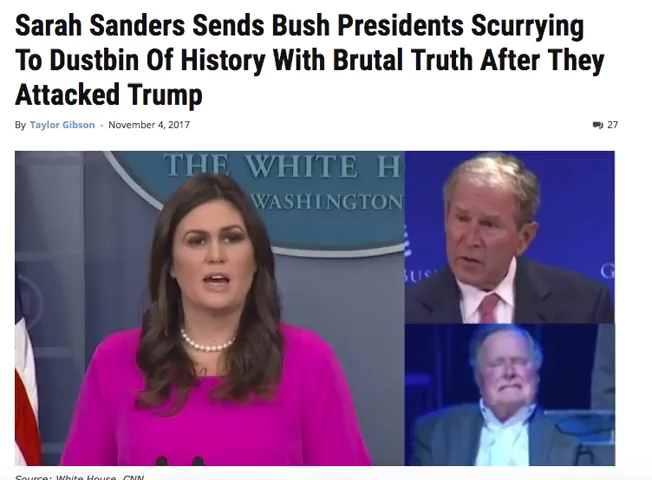 Sarah Sanders Sends Bush Presidents Scurrying
To Dustbin Of History With Brutal Truth After They
Attacked Trump
By Taylor Gibson - November 4, 2017
27
THE WHITE H
WASHINGTON
BUS
G
Source: White House, CNN